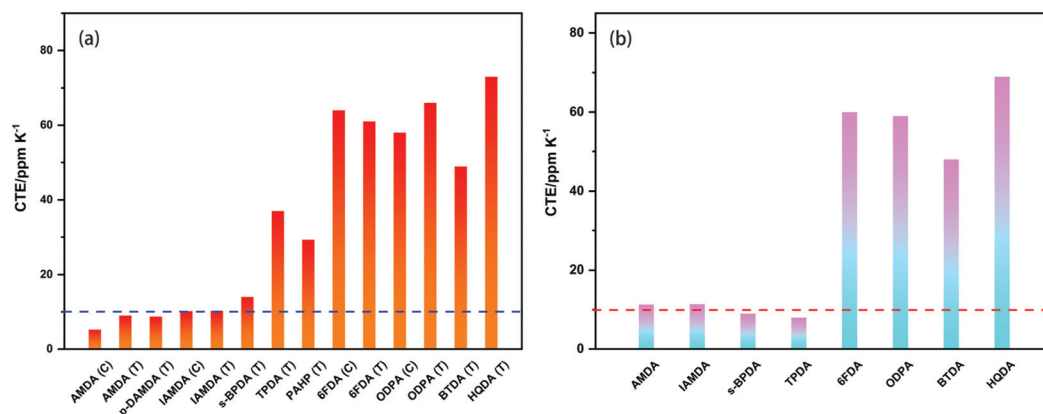 (a)
CTE/ppm K-1
80
60
40
20
0
AMDA (C)
AMDA (T)
p-DAMDA (T)
IAMDA (C)
IAMDA (T)
s-BPDA (T)
TPDA (T)
PAHP (T)
6FDA (C)
6FDA (T)
ODPA (C)
ODPA (T)
BTDA (T)
HQDA (T)
(b)
CTE/ppm K-1
80
60
40
20
0
AMDA
IAMDA
s-BPDA
TPDA
6FDA
ODPA
BTDA
HQDA